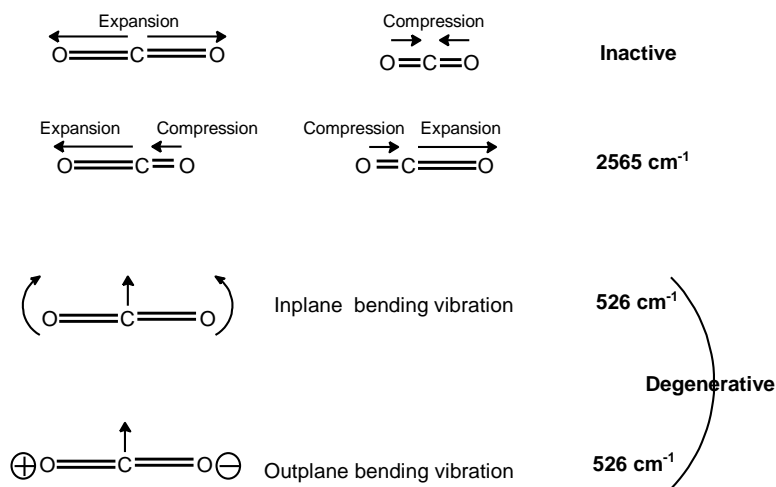 Expansion
O C O
Compression
O C O
Inactive
Expansion Compression
O C O
Compression Expansion
O C O
2565 cm⁻¹
O C O
Inplane bending vibration
526 cm⁻¹
Degenerative
+ O C O −
Outplane bending vibration
526 cm⁻¹